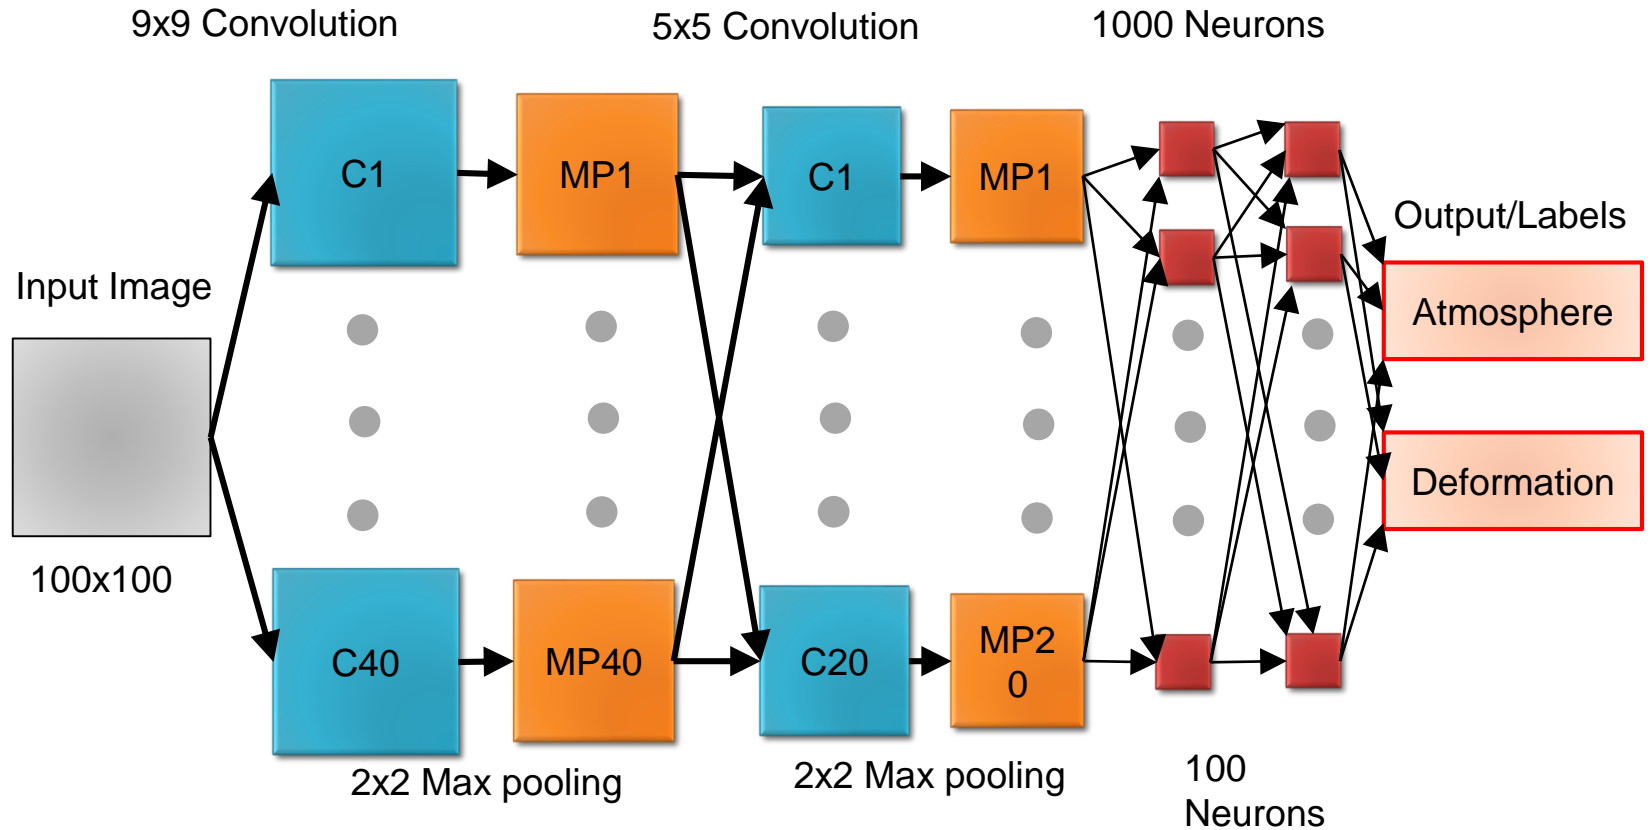 9x9 Convolution
5x5 Convolution
1000 Neurons
C1
MP1
C1
MP1
Output/Labels
Input Image
Atmosphere
Deformation
100x100
C40
MP40
C20
MP2
0
2x2 Max pooling
2x2 Max pooling
100
Neurons